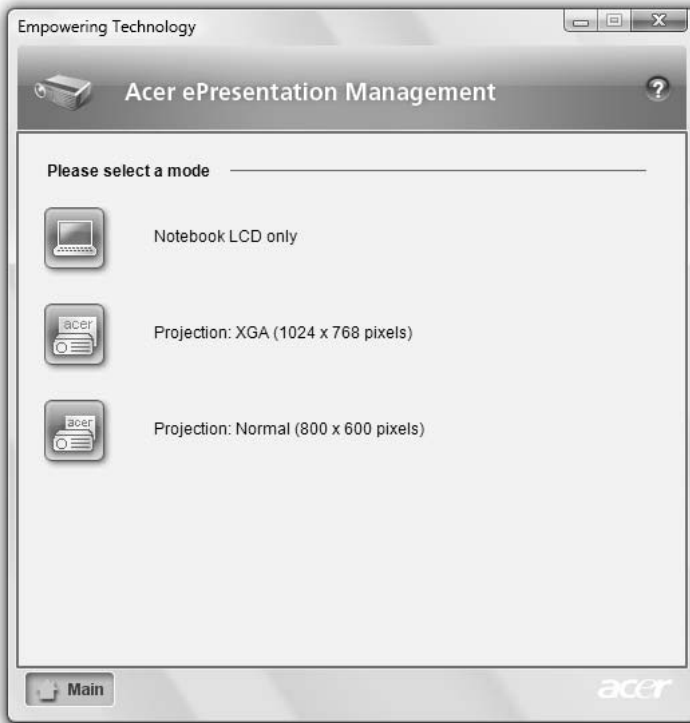 Empowering Technology
Acer ePresentation Management
?
Please select a mode
Notebook LCD only
acer
Projection: XGA (1024 x 768 pixels)
acer
Projection: Normal (800 x 600 pixels)
Main
acer